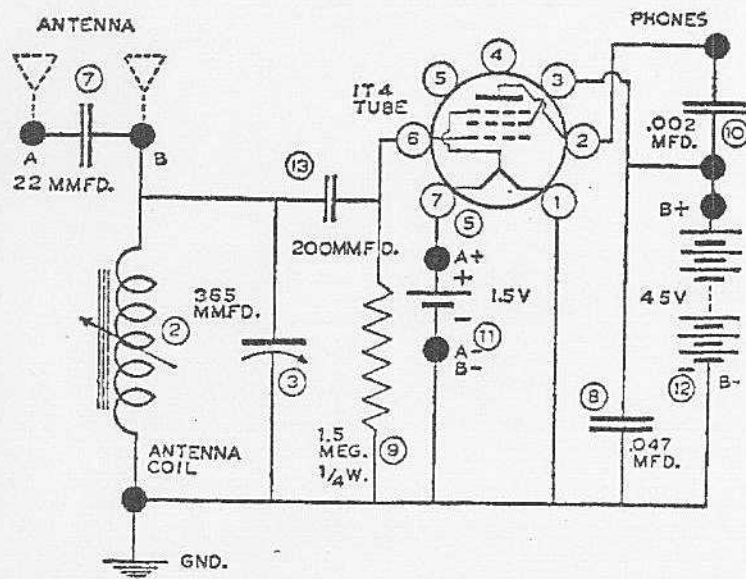 ANTENNA
7
A
B
22 MMFD.
13
200MMFD.
365
MMFD.
2
3
ANTENNA
COIL
GND.
1T4
TUBE
5
4
3
6
2
7
5
1
A+
+
1.5V
-
11
A-
B-
1.5
MEG.
1/4 W.
9
PHONES
.002
MFD.
10
B+
45V
-
12
B-
8
.047
MFD.